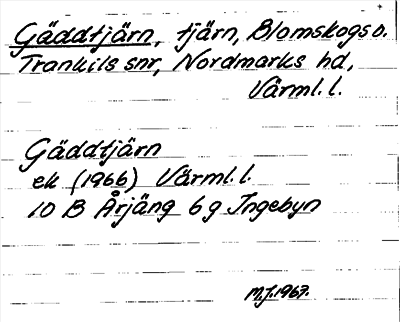 Gäddtjärn, tjärn, Blomskogs o.
Trankils snr, Nordmarks hd,
Värml. l.
Gäddtjärn
ek (1966) Värml. l.
10 B Årjäng 6 g Ingebyn
M.J. 1967.